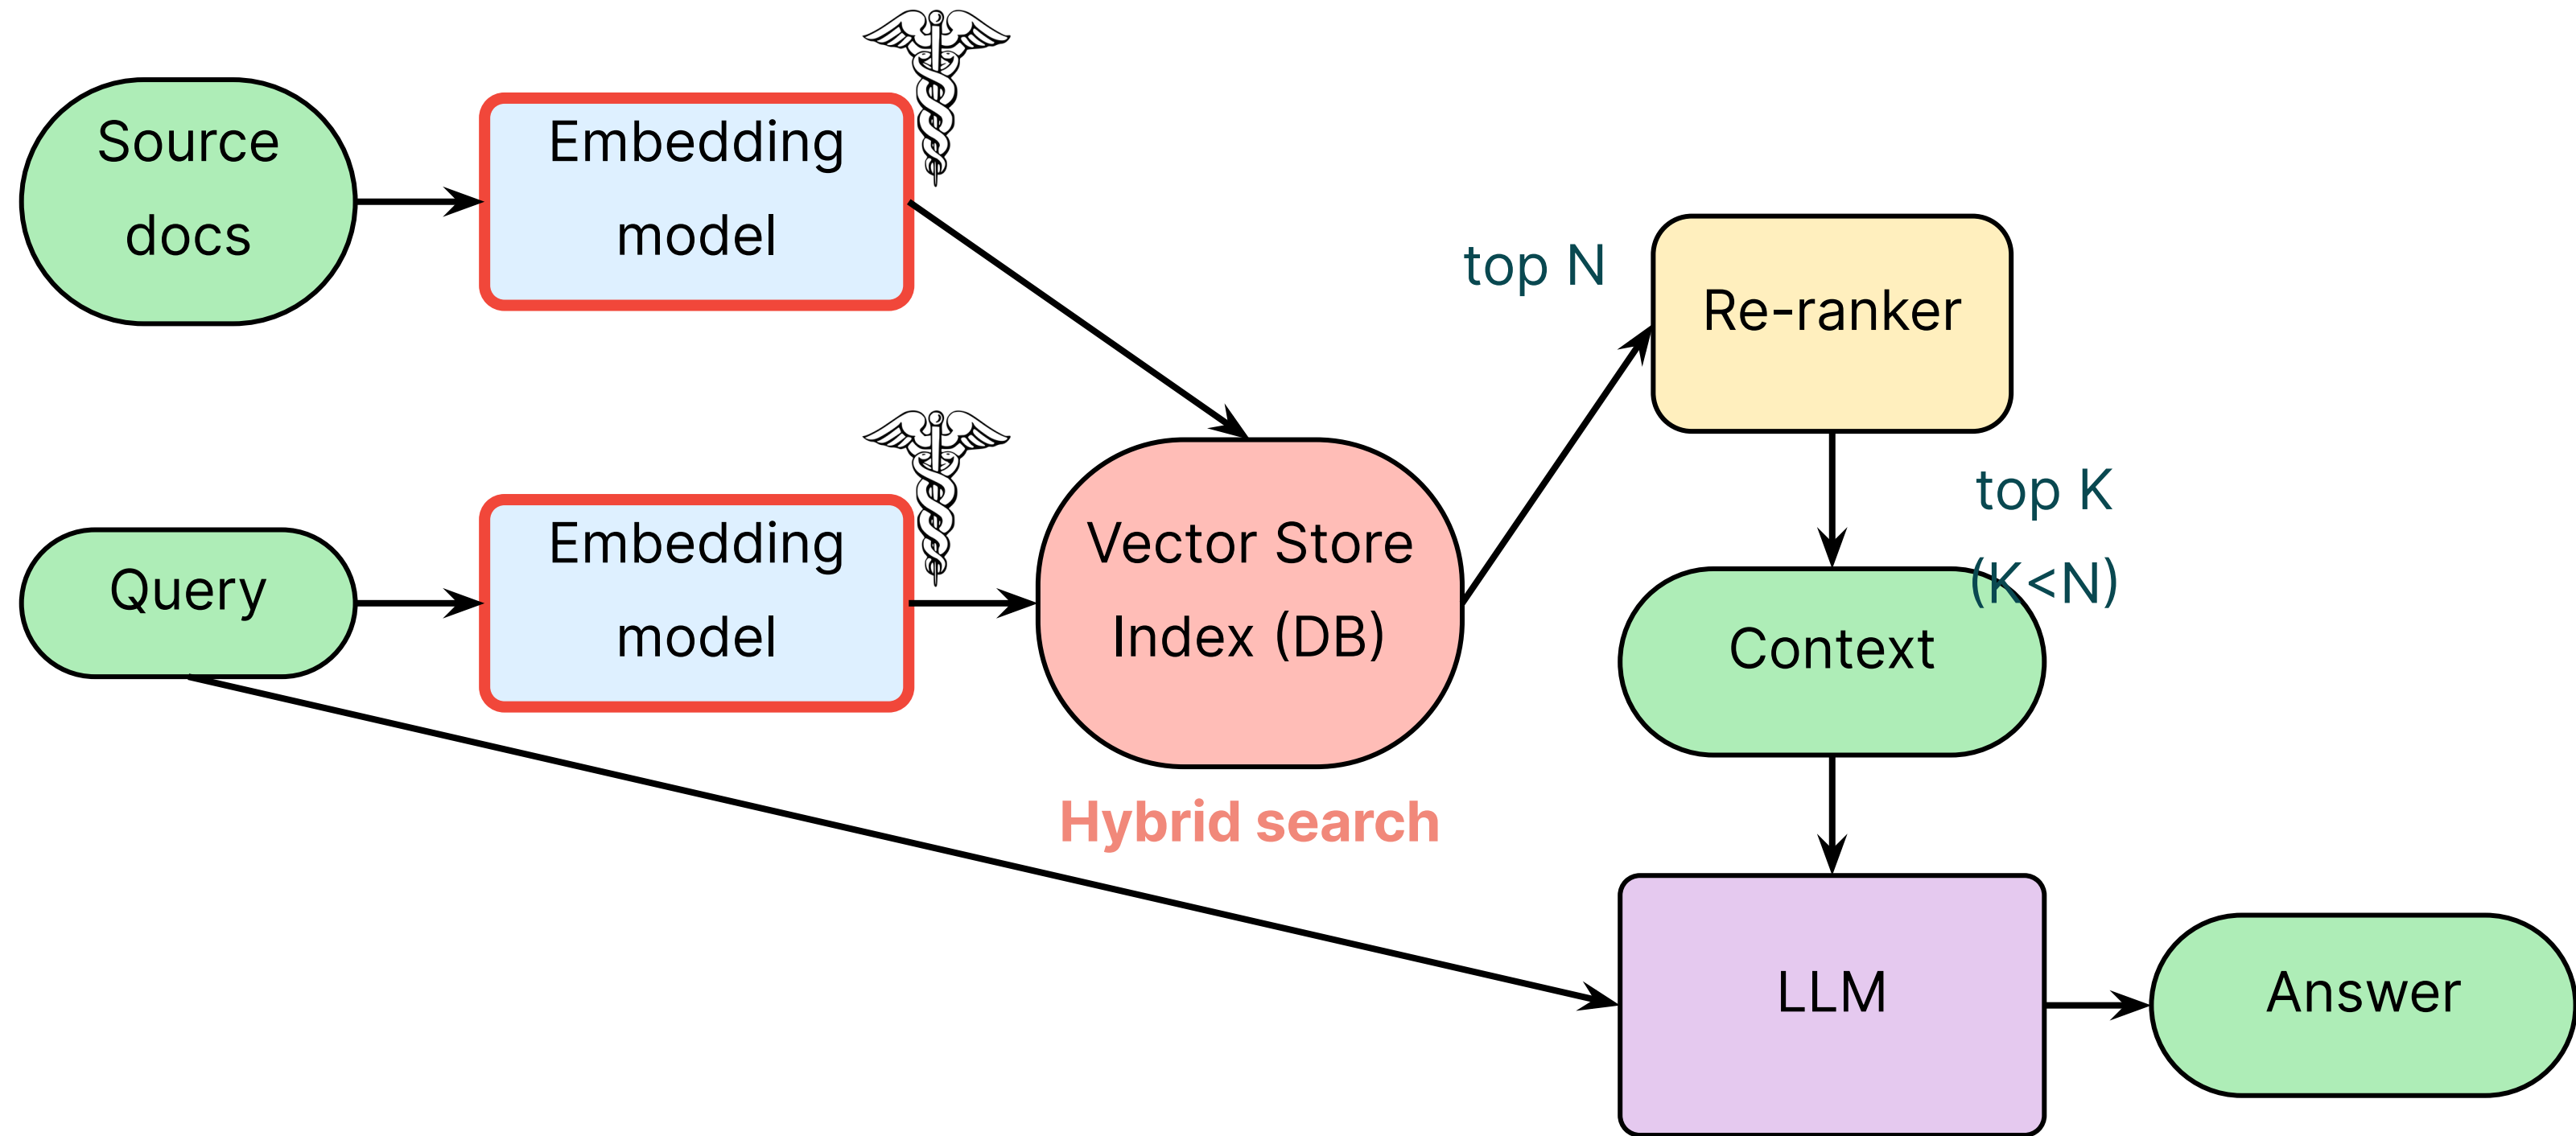 Source
docs
Embedding
model
Query
Embedding
model
Vector Store
Index (DB)
Hybrid search
top N
Re-ranker
top K
(K<N)
Context
LLM
Answer